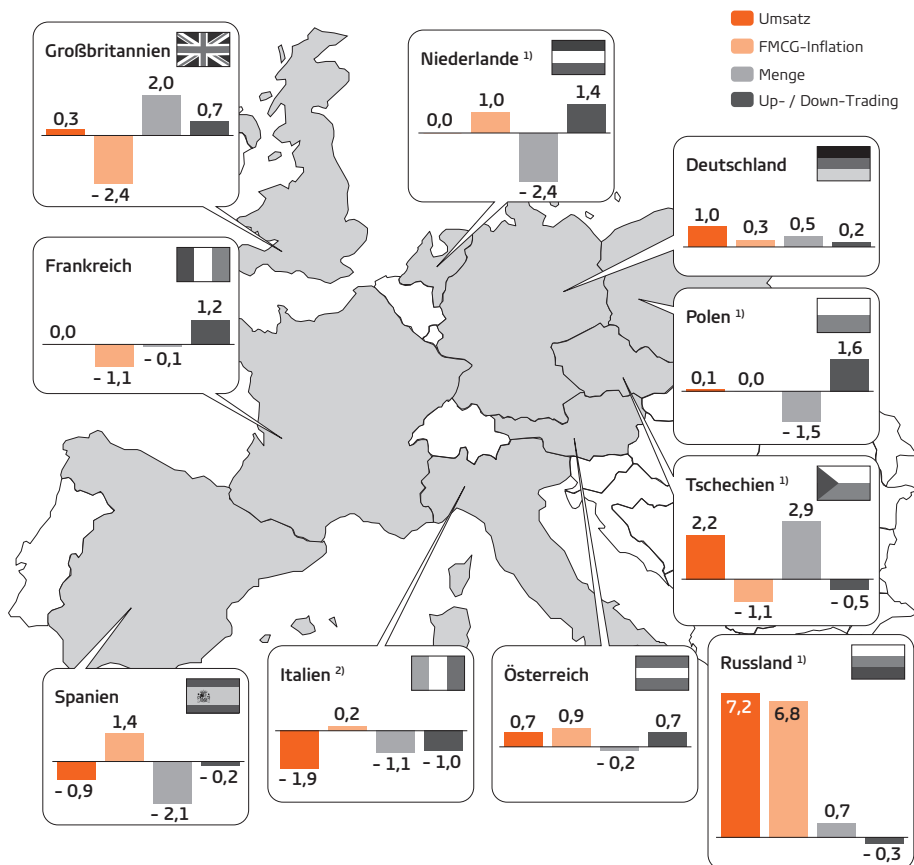 Umsatz
FMCG-Inflation
Menge
Up- / Down-Trading
Großbritannien
0,3
- 2,4
2,0
0,7
Niederlande 1)
0,0
1,0
- 2,4
1,4
Deutschland
1,0
0,3
0,5
0,2
Frankreich
0,0
- 1,1
- 0,1
1,2
Polen 1)
0,1
0,0
- 1,5
1,6
Tschechien 1)
2,2
- 1,1
2,9
- 0,5
Spanien
- 0,9
1,4
- 2,1
- 0,2
Italien 2)
- 1,9
0,2
- 1,1
- 1,0
Österreich
0,7
0,9
- 0,2
0,7
Russland 1)
7,2
6,8
0,7
- 0,3